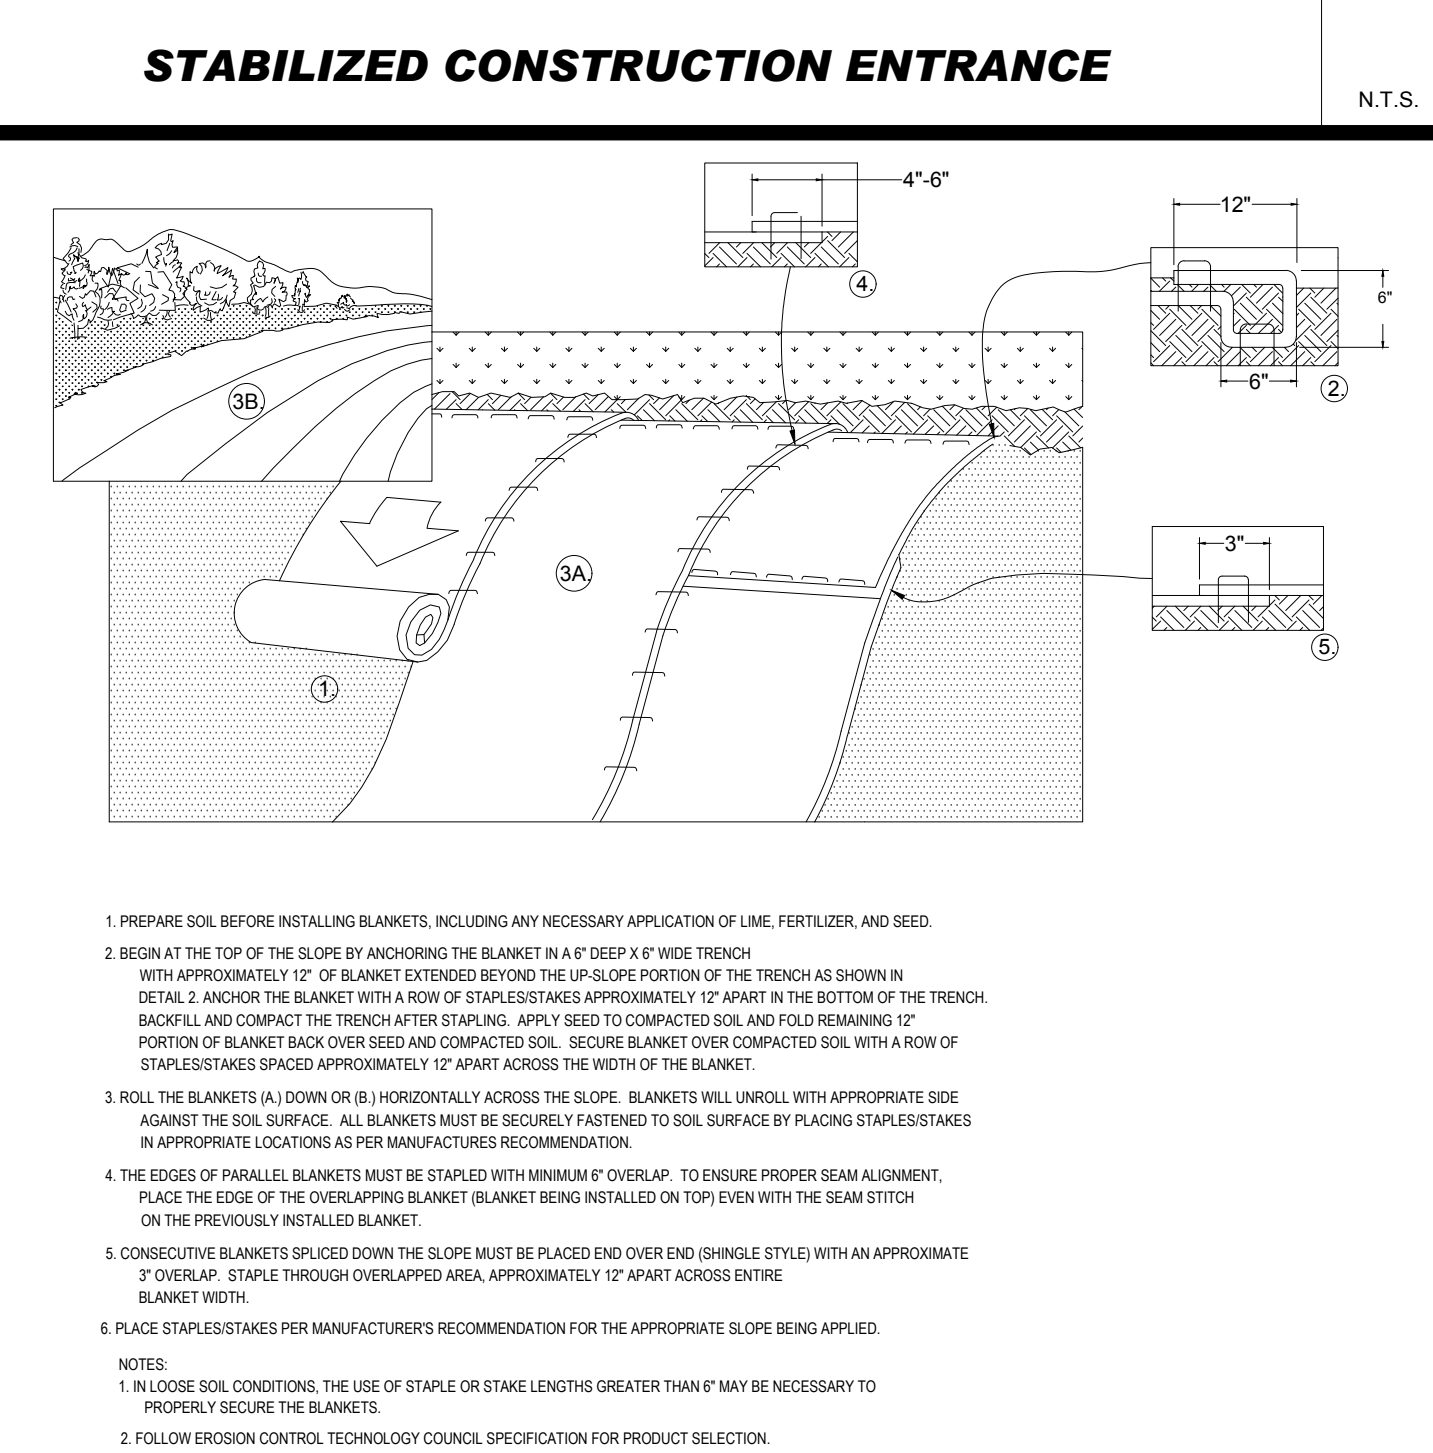 STABILIZED CONSTRUCTION ENTRANCE
N.T.S.
4"-6"
4.
12"
6"
6"
2.
3B.
3A.
3"
5.
1.
1. PREPARE SOIL BEFORE INSTALLING BLANKETS, INCLUDING ANY NECESSARY APPLICATION OF LIME, FERTILIZER, AND SEED.
2. BEGIN AT THE TOP OF THE SLOPE BY ANCHORING THE BLANKET IN A 6" DEEP X 6" WIDE TRENCH
WITH APPROXIMATELY 12" OF BLANKET EXTENDED BEYOND THE UP-SLOPE PORTION OF THE TRENCH AS SHOWN IN
DETAIL 2. ANCHOR THE BLANKET WITH A ROW OF STAPLES/STAKES APPROXIMATELY 12" APART IN THE BOTTOM OF THE TRENCH.
BACKFILL AND COMPACT THE TRENCH AFTER STAPLING. APPLY SEED TO COMPACTED SOIL AND FOLD REMAINING 12"
PORTION OF BLANKET BACK OVER SEED AND COMPACTED SOIL. SECURE BLANKET OVER COMPACTED SOIL WITH A ROW OF
STAPLES/STAKES SPACED APPROXIMATELY 12" APART ACROSS THE WIDTH OF THE BLANKET.
3. ROLL THE BLANKETS (A.) DOWN OR (B.) HORIZONTALLY ACROSS THE SLOPE. BLANKETS WILL UNROLL WITH APPROPRIATE SIDE
AGAINST THE SOIL SURFACE. ALL BLANKETS MUST BE SECURELY FASTENED TO SOIL SURFACE BY PLACING STAPLES/STAKES
IN APPROPRIATE LOCATIONS AS PER MANUFACTURES RECOMMENDATION.
4. THE EDGES OF PARALLEL BLANKETS MUST BE STAPLED WITH MINIMUM 6" OVERLAP. TO ENSURE PROPER SEAM ALIGNMENT,
PLACE THE EDGE OF THE OVERLAPPING BLANKET (BLANKET BEING INSTALLED ON TOP) EVEN WITH THE SEAM STITCH
ON THE PREVIOUSLY INSTALLED BLANKET.
5. CONSECUTIVE BLANKETS SPLICED DOWN THE SLOPE MUST BE PLACED END OVER END (SHINGLE STYLE) WITH AN APPROXIMATE
3" OVERLAP. STAPLE THROUGH OVERLAPPED AREA, APPROXIMATELY 12" APART ACROSS ENTIRE
BLANKET WIDTH.
6. PLACE STAPLES/STAKES PER MANUFACTURER'S RECOMMENDATION FOR THE APPROPRIATE SLOPE BEING APPLIED.
NOTES:
1. IN LOOSE SOIL CONDITIONS, THE USE OF STAPLE OR STAKE LENGTHS GREATER THAN 6" MAY BE NECESSARY TO
PROPERLY SECURE THE BLANKETS.
2. FOLLOW EROSION CONTROL TECHNOLOGY COUNCIL SPECIFICATION FOR PRODUCT SELECTION.